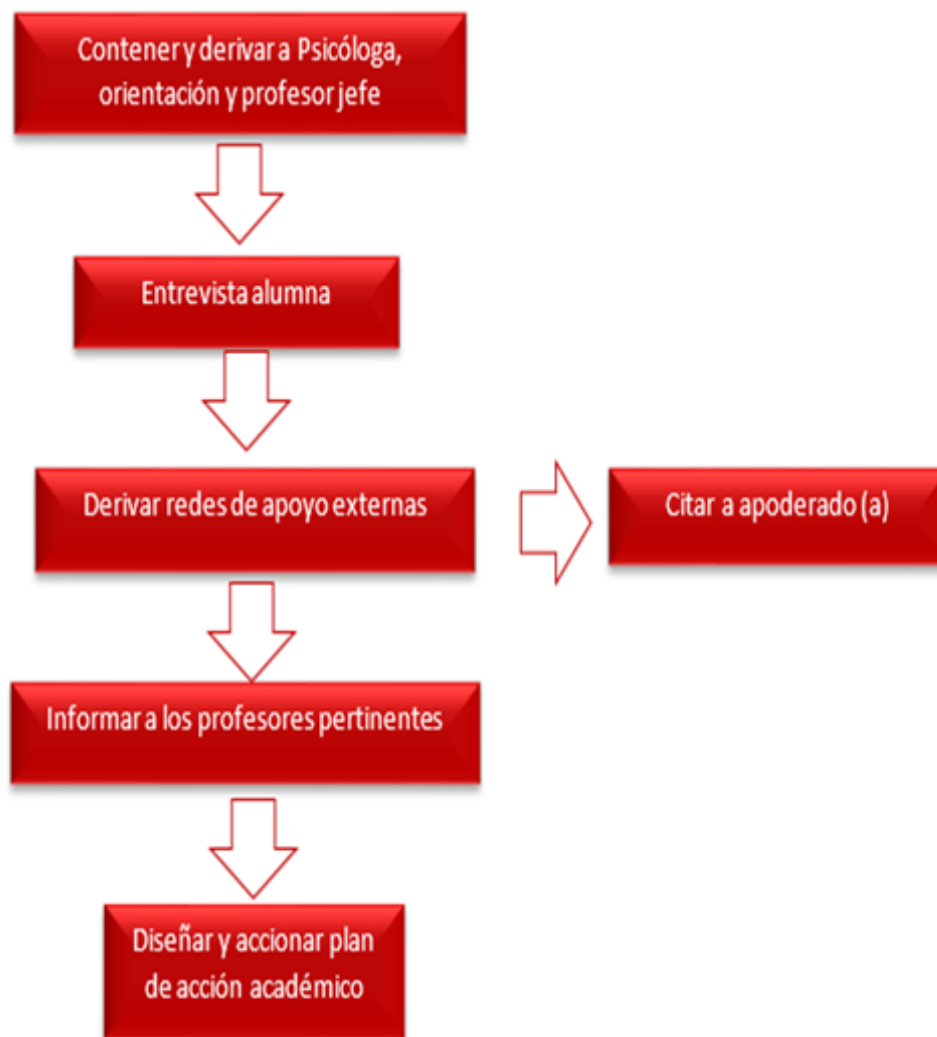 Contener y derivar a Psicóloga,
orientación y profesor jefe
Entrevista alumna
Derivar redes de apoyo externas
Citar a apoderado (a)
Informar a los profesores pertinentes
Diseñar y accionar plan
de acción académico